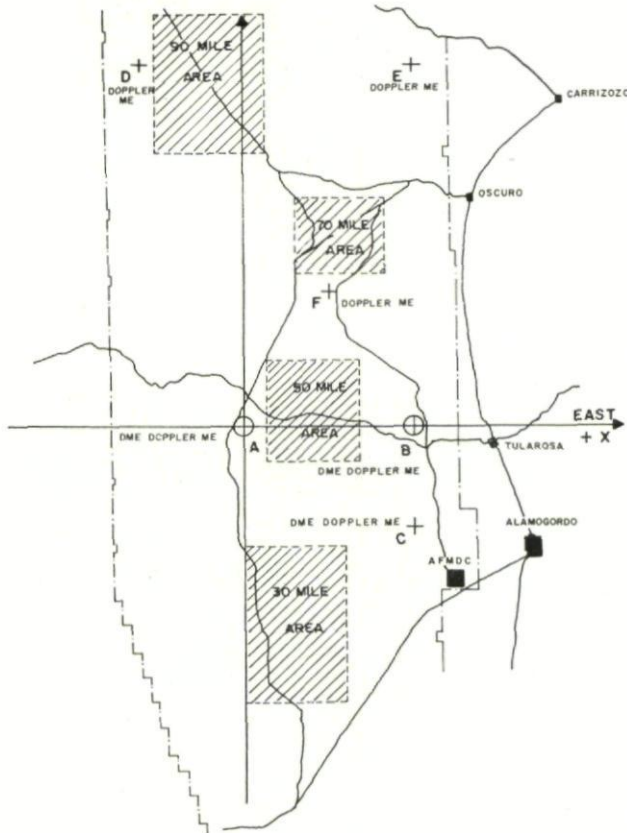 90 MILE
AREA
D
DOPPLER
ME
E
DOPPLER ME
CARRIZOZO
OSCURO
70 MILE
AREA
F
DOPPLER ME
50 MILE
AREA
EAST
+ X
DME DOPPLER ME
A
B
TULAROSA
DME DOPPLER ME
DME DOPPLER ME
C
ALAMOGORDO
AFMDC
30 MILE
AREA